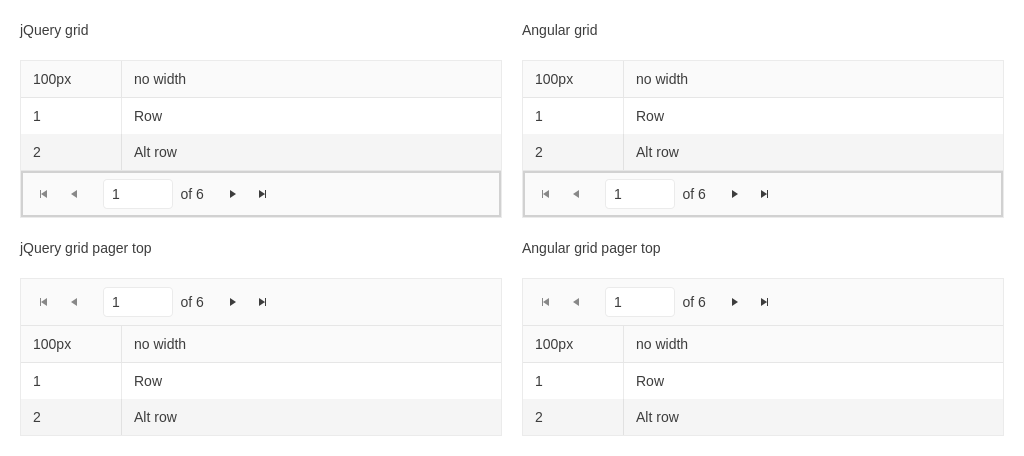 jQuery grid
100px no width
1 Row
2 Alt row
1 of 6
Angular grid
100px no width
1 Row
2 Alt row
1 of 6
jQuery grid pager top
1 of 6
100px no width
1 Row
2 Alt row
Angular grid pager top
1 of 6
100px no width
1 Row
2 Alt row